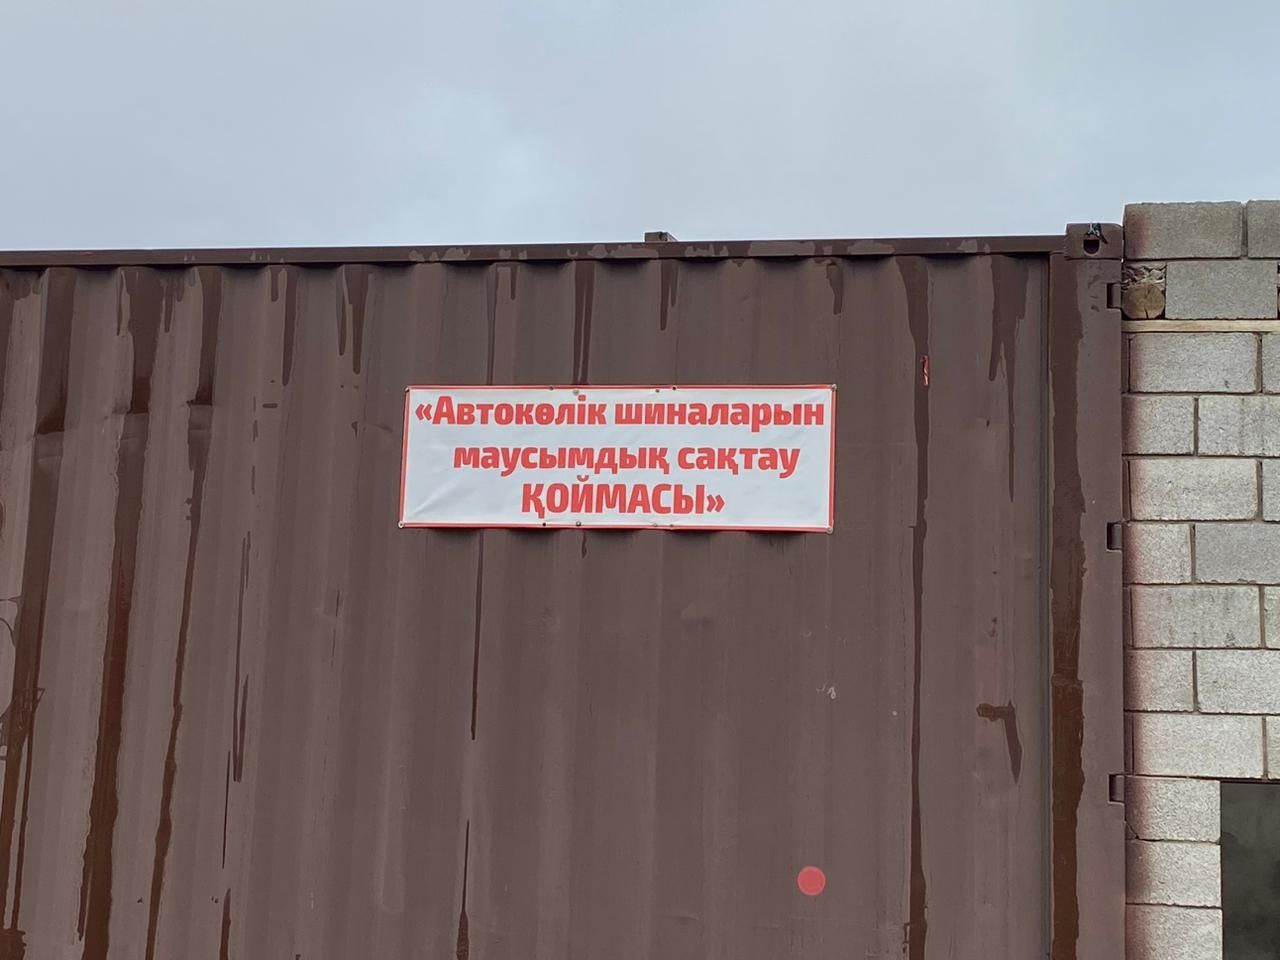 «Автокөлік шиналарын
маусымдық сақтау
ҚОЙМАСЫ»